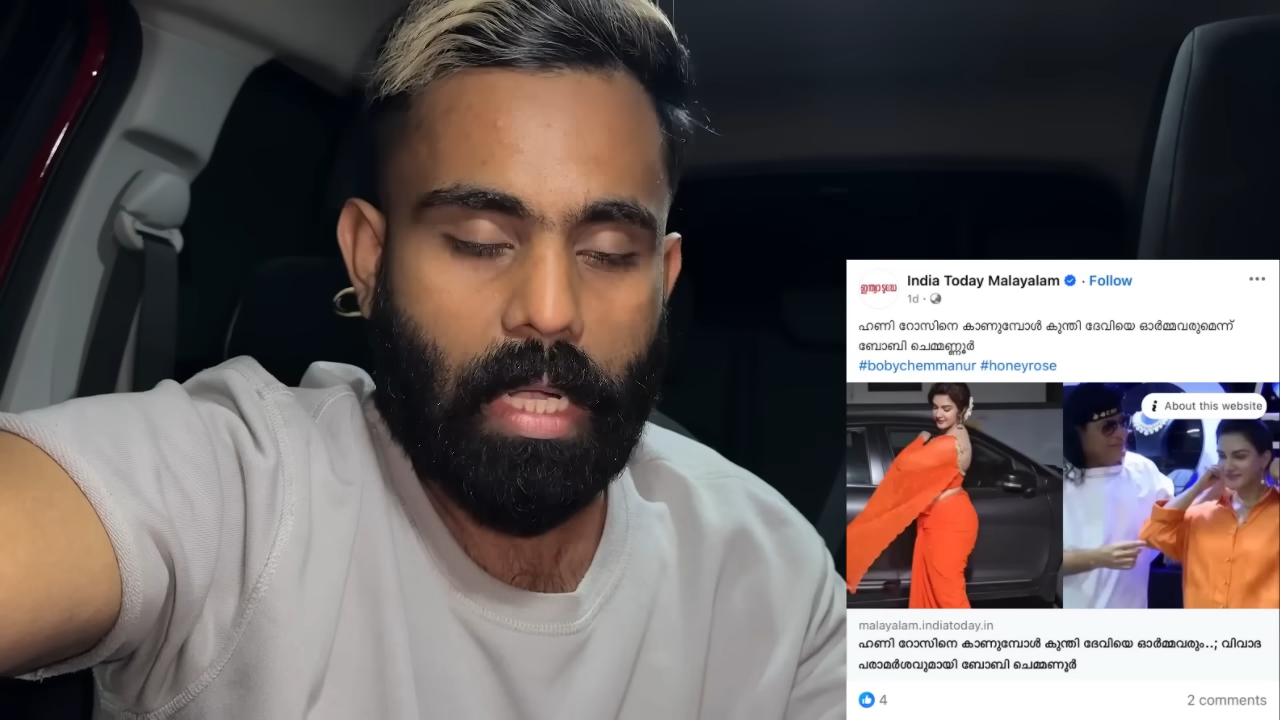 ഇന്ത്യാ ടുഡേ
India Today Malayalam · Follow
1d ·
ഹണി റോസിനെ കാണുമ്പോൾ കുന്തി ദേവിയെ ഓർമ്മവരുമെന്ന്
ബോബി ചെമ്മണ്ണൂർ
#bobychemmanur #honeyrose
i About this website
malayalam.indiatoday.in
ഹണി റോസിനെ കാണുമ്പോൾ കുന്തി ദേവിയെ ഓർമ്മവരും..; വിവാദ
പരാമർശവുമായി ബോബി ചെമ്മണൂർ
4
2 comments